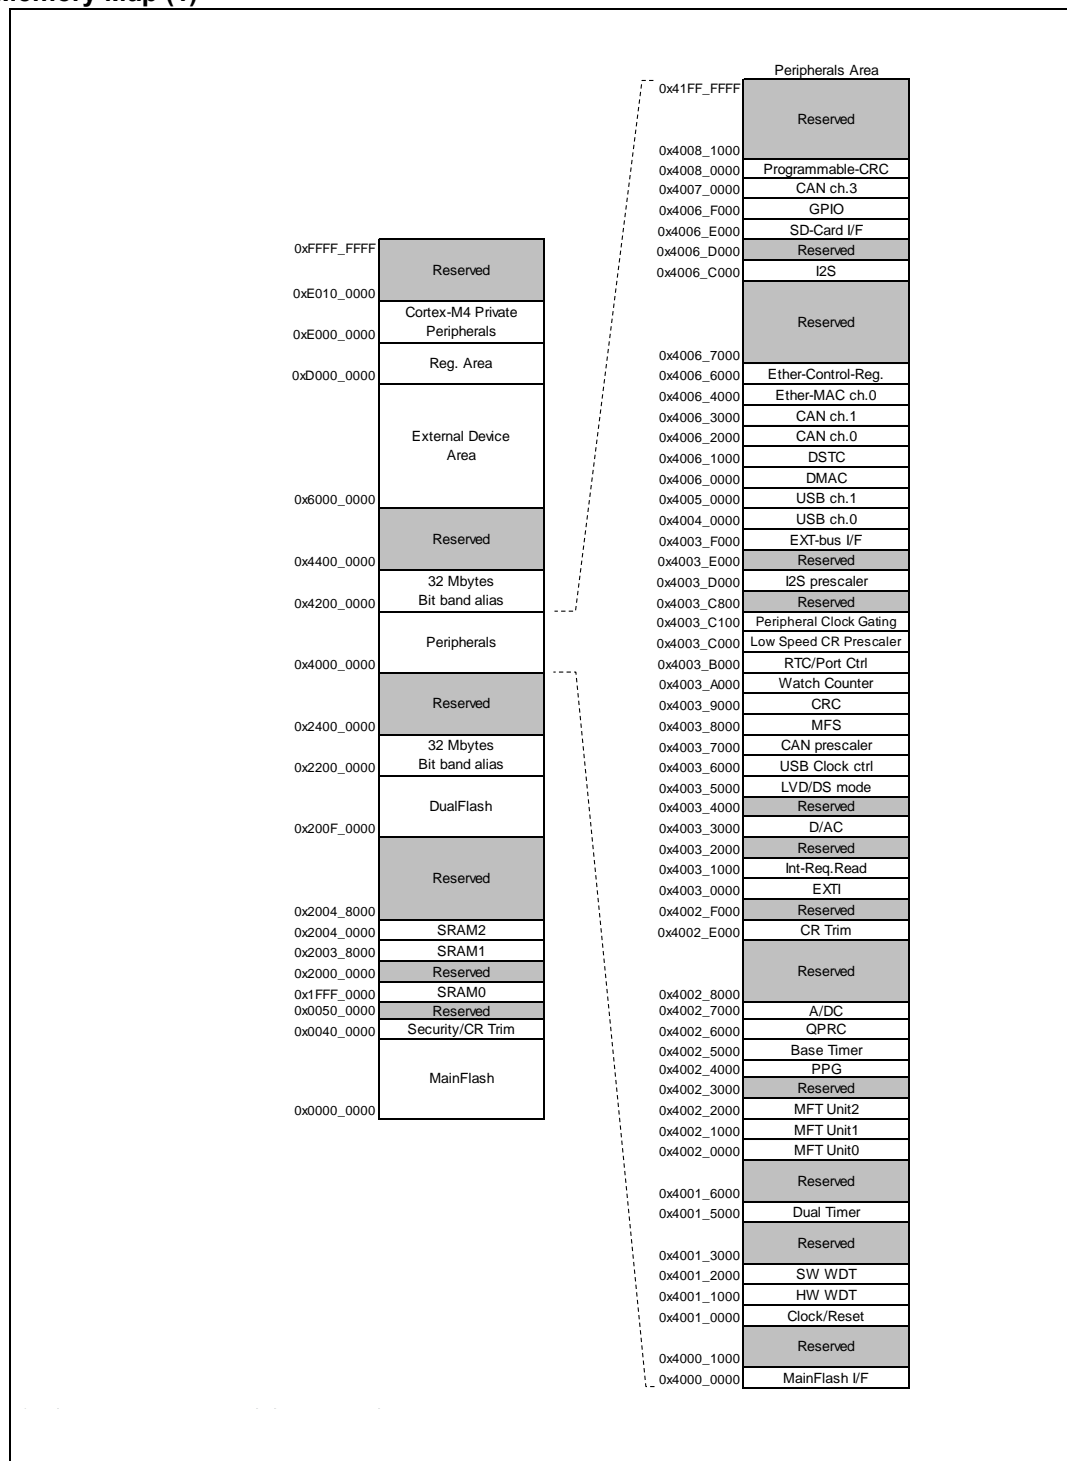 Peripherals Area
0x41FF_FFFF
Reserved
0x4008_1000
0x4008_0000 Programmable-CRC
0x4007_0000 CAN ch.3
0x4006_F000 GPIO
0x4006_E000 SD-Card I/F
0x4006_D000 Reserved
0x4006_C000 I2S
Reserved
0x4006_7000
0x4006_6000 Ether-Control-Reg.
0x4006_4000 Ether-MAC ch.0
0x4006_3000 CAN ch.1
0x4006_2000 CAN ch.0
0x4006_1000 DSTC
0x4006_0000 DMAC
0x4005_0000 USB ch.1
0x4004_0000 USB ch.0
0x4003_F000 EXT-bus I/F
0x4003_E000 Reserved
0x4003_D000 I2S prescaler
0x4003_C800 Reserved
0x4003_C100 Peripheral Clock Gating
0x4003_C000 Low Speed CR Prescaler
0x4003_B000 RTC/Port Ctrl
0x4003_A000 Watch Counter
0x4003_9000 CRC
0x4003_8000 MFS
0x4003_7000 CAN prescaler
0x4003_6000 USB Clock ctrl
0x4003_5000 LVD/DS mode
0x4003_4000 Reserved
0x4003_3000 D/AC
0x4003_2000 Reserved
0x4003_1000 Int-Req.Read
0x4003_0000 EXTI
0x4002_F000 Reserved
0x4002_E000 CR Trim
Reserved
0x4002_8000
0x4002_7000 A/DC
0x4002_6000 QPRC
0x4002_5000 Base Timer
0x4002_4000 PPG
0x4002_3000 Reserved
0x4002_2000 MFT Unit2
0x4002_1000 MFT Unit1
0x4002_0000 MFT Unit0
Reserved
0x4001_6000
0x4001_5000 Dual Timer
Reserved
0x4001_3000
0x4001_2000 SW WDT
0x4001_1000 HW WDT
0x4001_0000 Clock/Reset
Reserved
0x4000_1000
0x4000_0000 MainFlash I/F
0xFFFF_FFFF
Reserved
0xE010_0000
Cortex-M4 Private
0xE000_0000 Peripherals
Reg. Area
0xD000_0000
External Device
Area
0x6000_0000
Reserved
0x4400_0000
32 Mbytes
0x4200_0000 Bit band alias
Peripherals
0x4000_0000
Reserved
0x2400_0000
32 Mbytes
0x2200_0000 Bit band alias
DualFlash
0x200F_0000
Reserved
0x2004_8000
0x2004_0000 SRAM2
0x2003_8000 SRAM1
0x2000_0000 Reserved
0x1FFF_0000 SRAM0
0x0050_0000 Reserved
0x0040_0000 Security/CR Trim
MainFlash
0x0000_0000